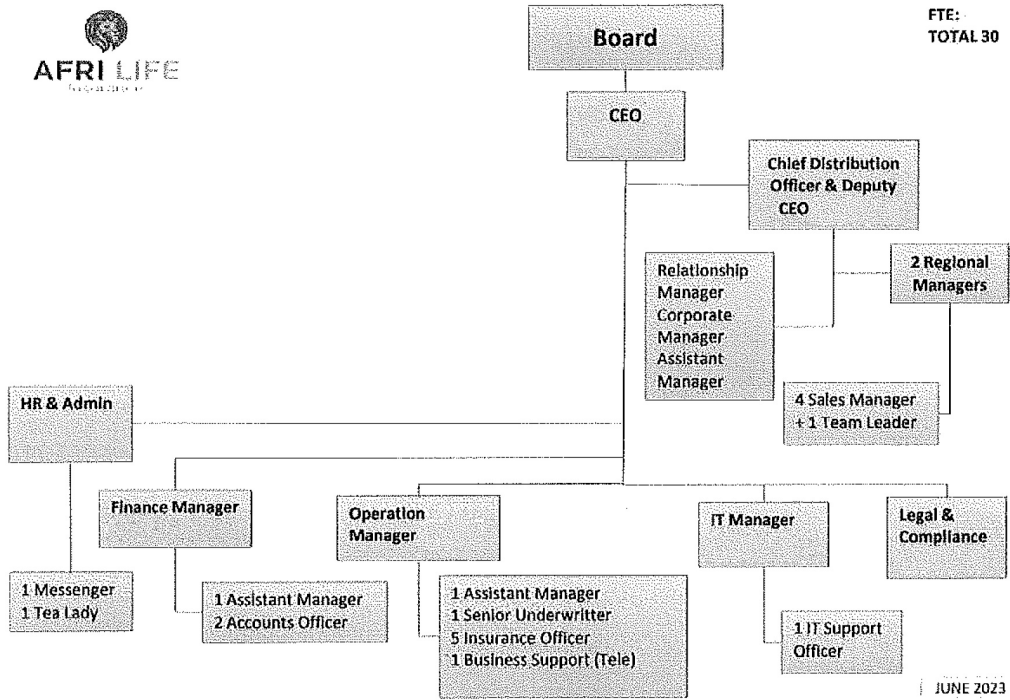 AFRI LIFE
FTE:
TOTAL 30
Board
CEO
Chief Distribution
Officer & Deputy
CEO
Relationship
Manager
Corporate
Manager
Assistant
Manager
2 Regional
Managers
4 Sales Manager
+ 1 Team Leader
HR & Admin
Finance Manager
Operation
Manager
IT Manager
Legal &
Compliance
1 Messenger
1 Tea Lady
1 Assistant Manager
2 Accounts Officer
1 Assistant Manager
1 Senior Underwritter
5 Insurance Officer
1 Business Support (Tele)
1 IT Support
Officer
JUNE 2023